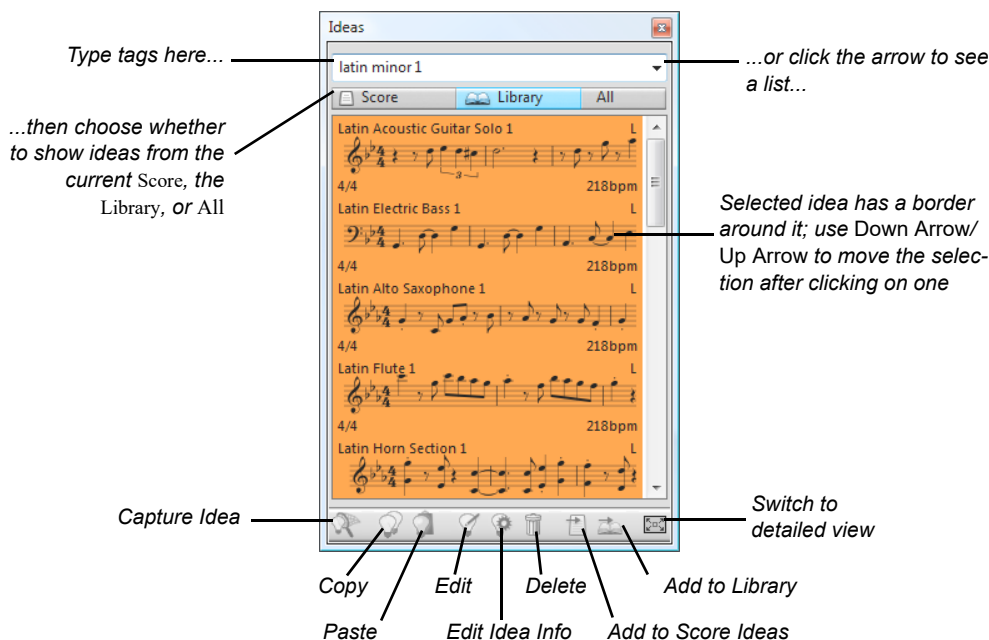 Ideas
Type tags here...
latin minor 1
...or click the arrow to see
a list...
Score
Library
All
...then choose whether
to show ideas from the
current Score, the
Library, or All
Latin Acoustic Guitar Solo 1
L
3
4/4
218bpm
Latin Electric Bass 1
L
4/4
218bpm
Selected idea has a border
around it; use Down Arrow/
Up Arrow to move the selec-
tion after clicking on one
Latin Alto Saxophone 1
L
4/4
218bpm
Latin Flute 1
L
4/4
218bpm
Latin Horn Section 1
L
Capture Idea
Switch to
detailed view
Copy
Edit
Delete
Add to Library
Paste
Edit Idea Info
Add to Score Ideas